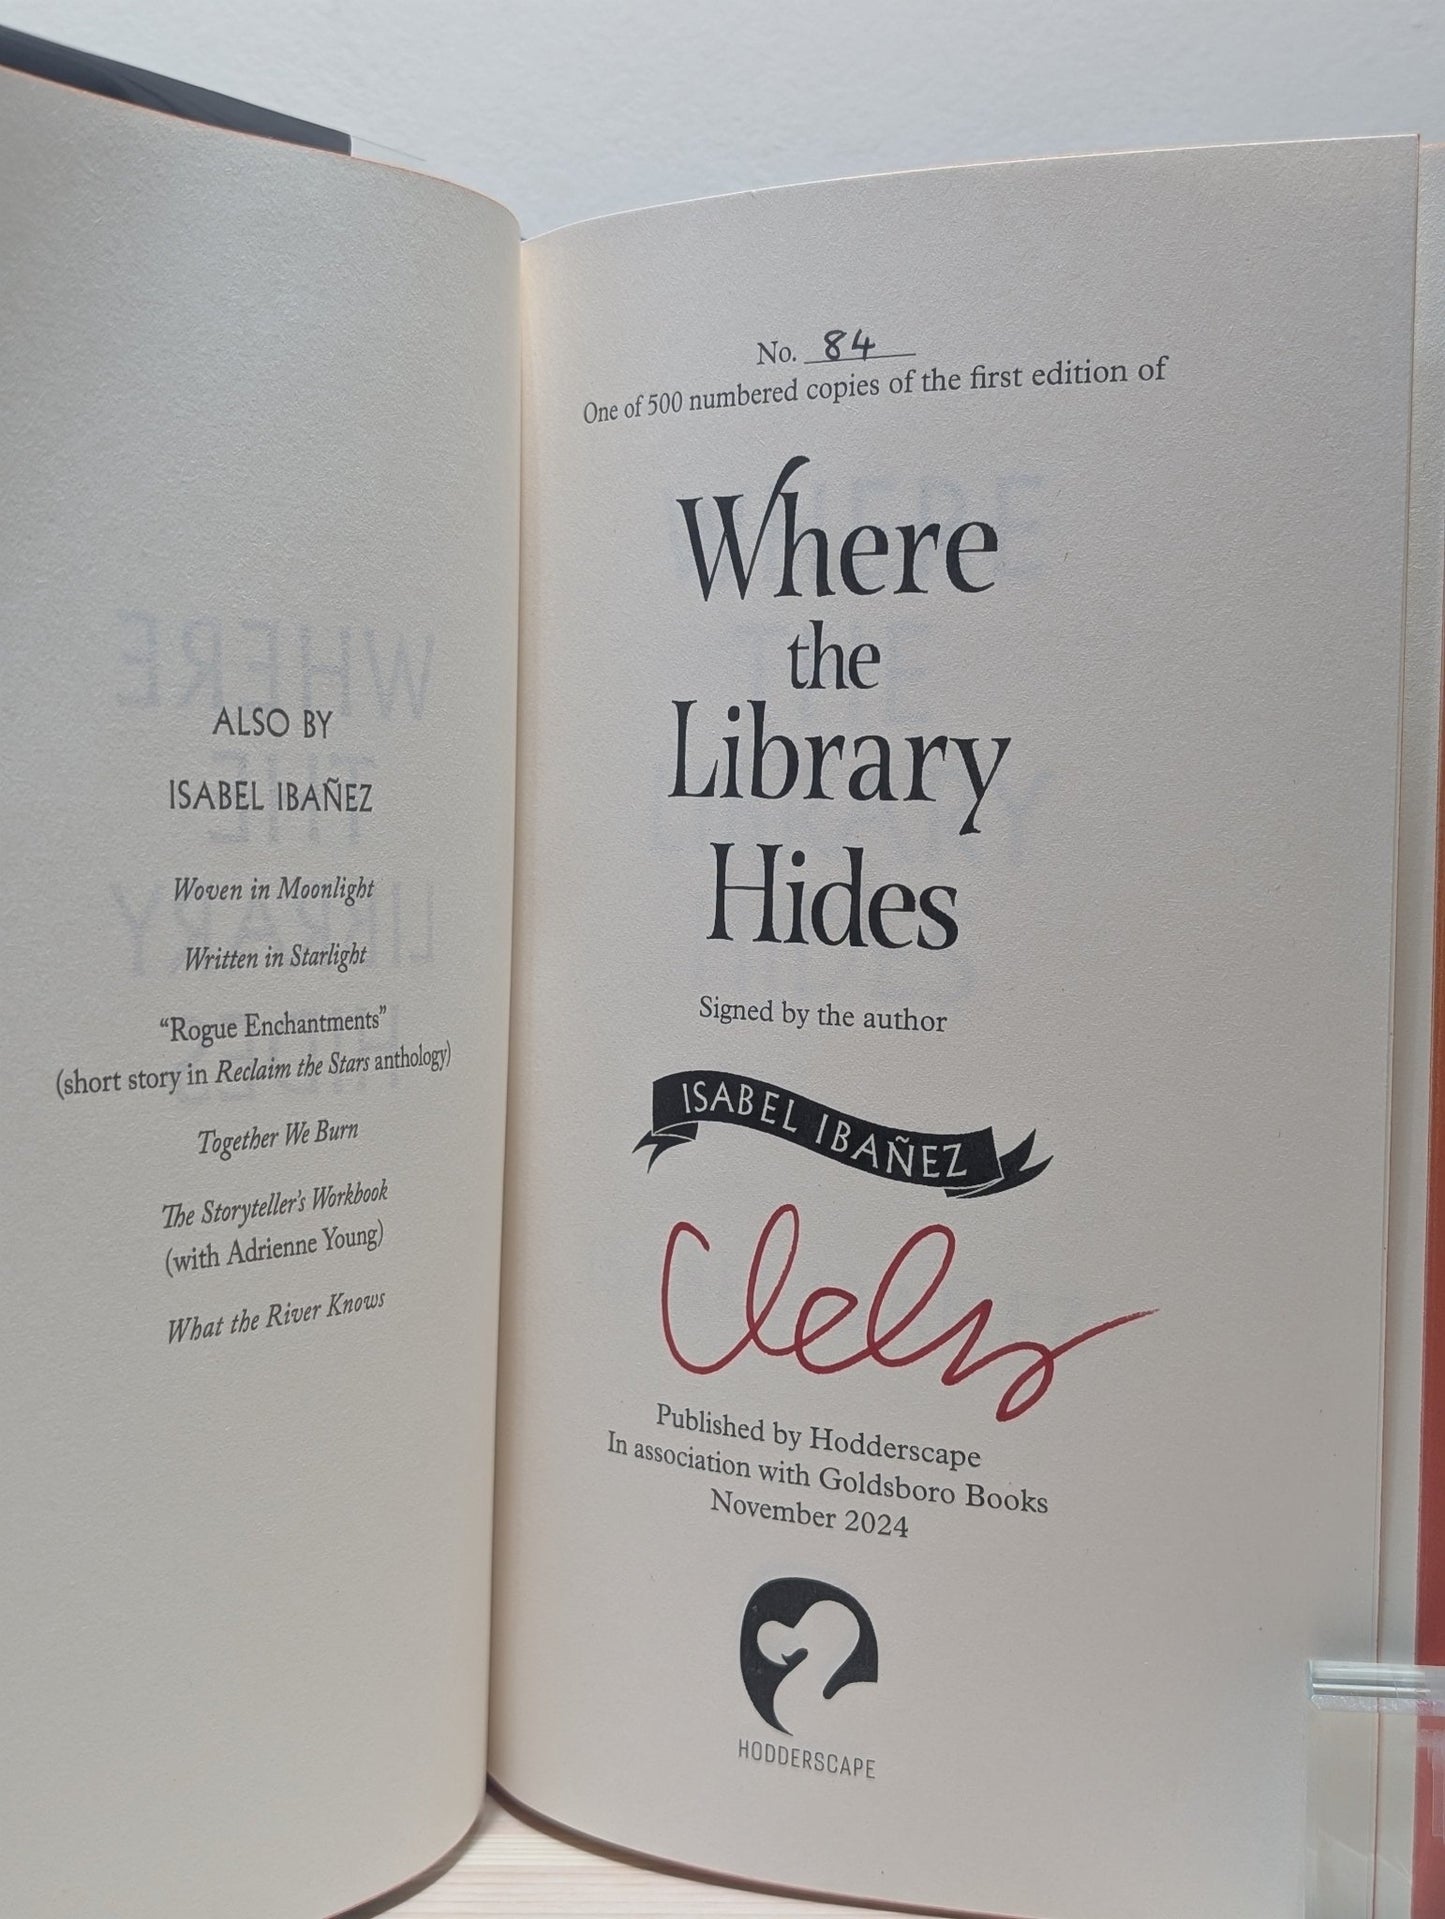 ALSO BY
ISABEL IBAÑEZ
Woven in Moonlight
Written in Starlight
“Rogue Enchantments”
(short story in Reclaim the Stars anthology)
Together We Burn
The Storyteller’s Workbook
(with Adrienne Young)
What the River Knows
No. 84
One of 500 numbered copies of the first edition of
Where
the
Library
Hides
Signed by the author
ISABEL IBAÑEZ
Published by Hodderscape
In association with Goldsboro Books
November 2024
HODDERSCAPE